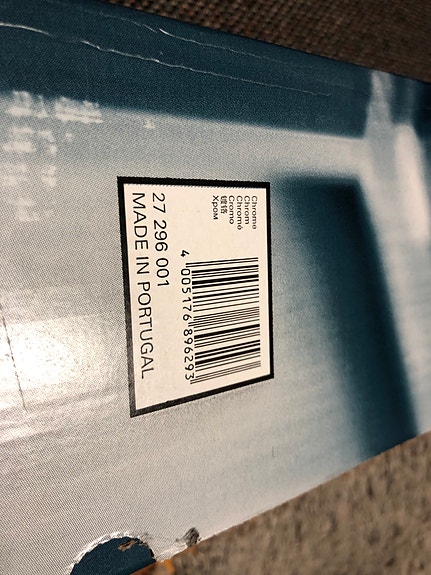 Chrome
Chrom
Chromé
Cromo
镀铬
Хром
4 005176 896293
27 296 001
MADE IN PORTUGAL